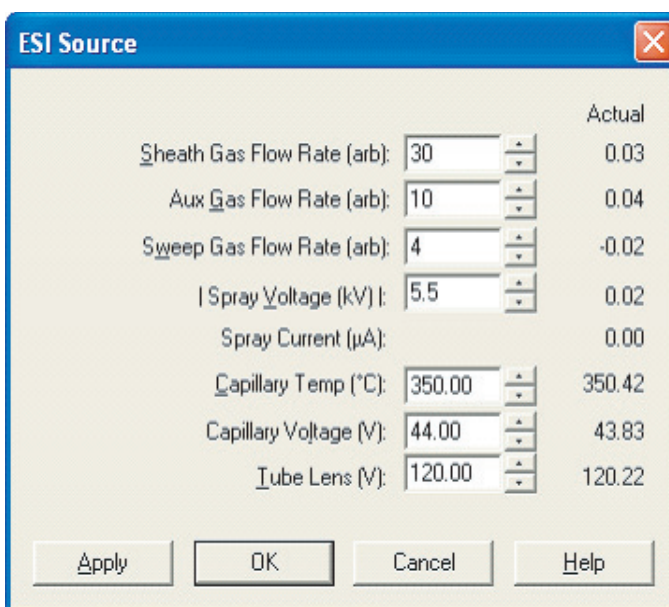 ESI Source
Actual
Sheath Gas Flow Rate (arb): 30 0.03
Aux Gas Flow Rate (arb): 10 0.04
Sweep Gas Flow Rate (arb): 4 -0.02
| Spray Voltage (kV) |: 5.5 0.02
Spray Current (µA): 0.00
Capillary Temp (°C): 350.00 350.42
Capillary Voltage (V): 44.00 43.83
Tube Lens (V): 120.00 120.22
Apply OK Cancel Help